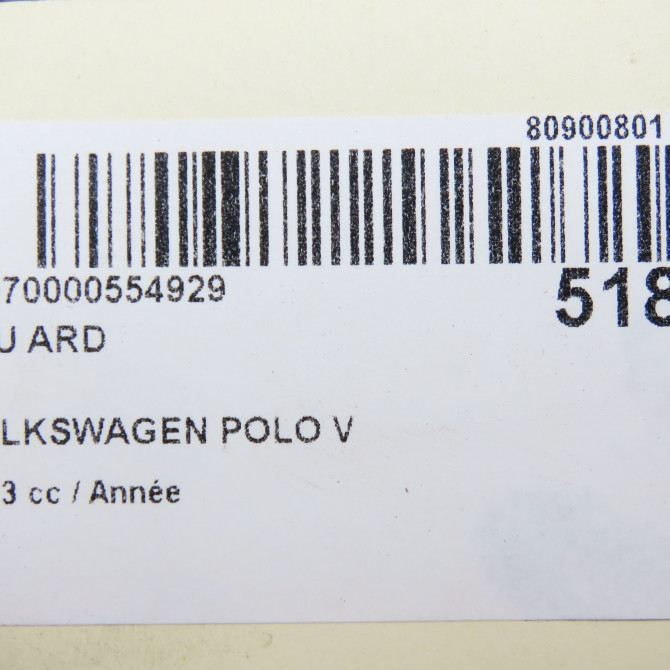 80900801
70000554929
518
U ARD
LKSWAGEN POLO V
3 cc / Année